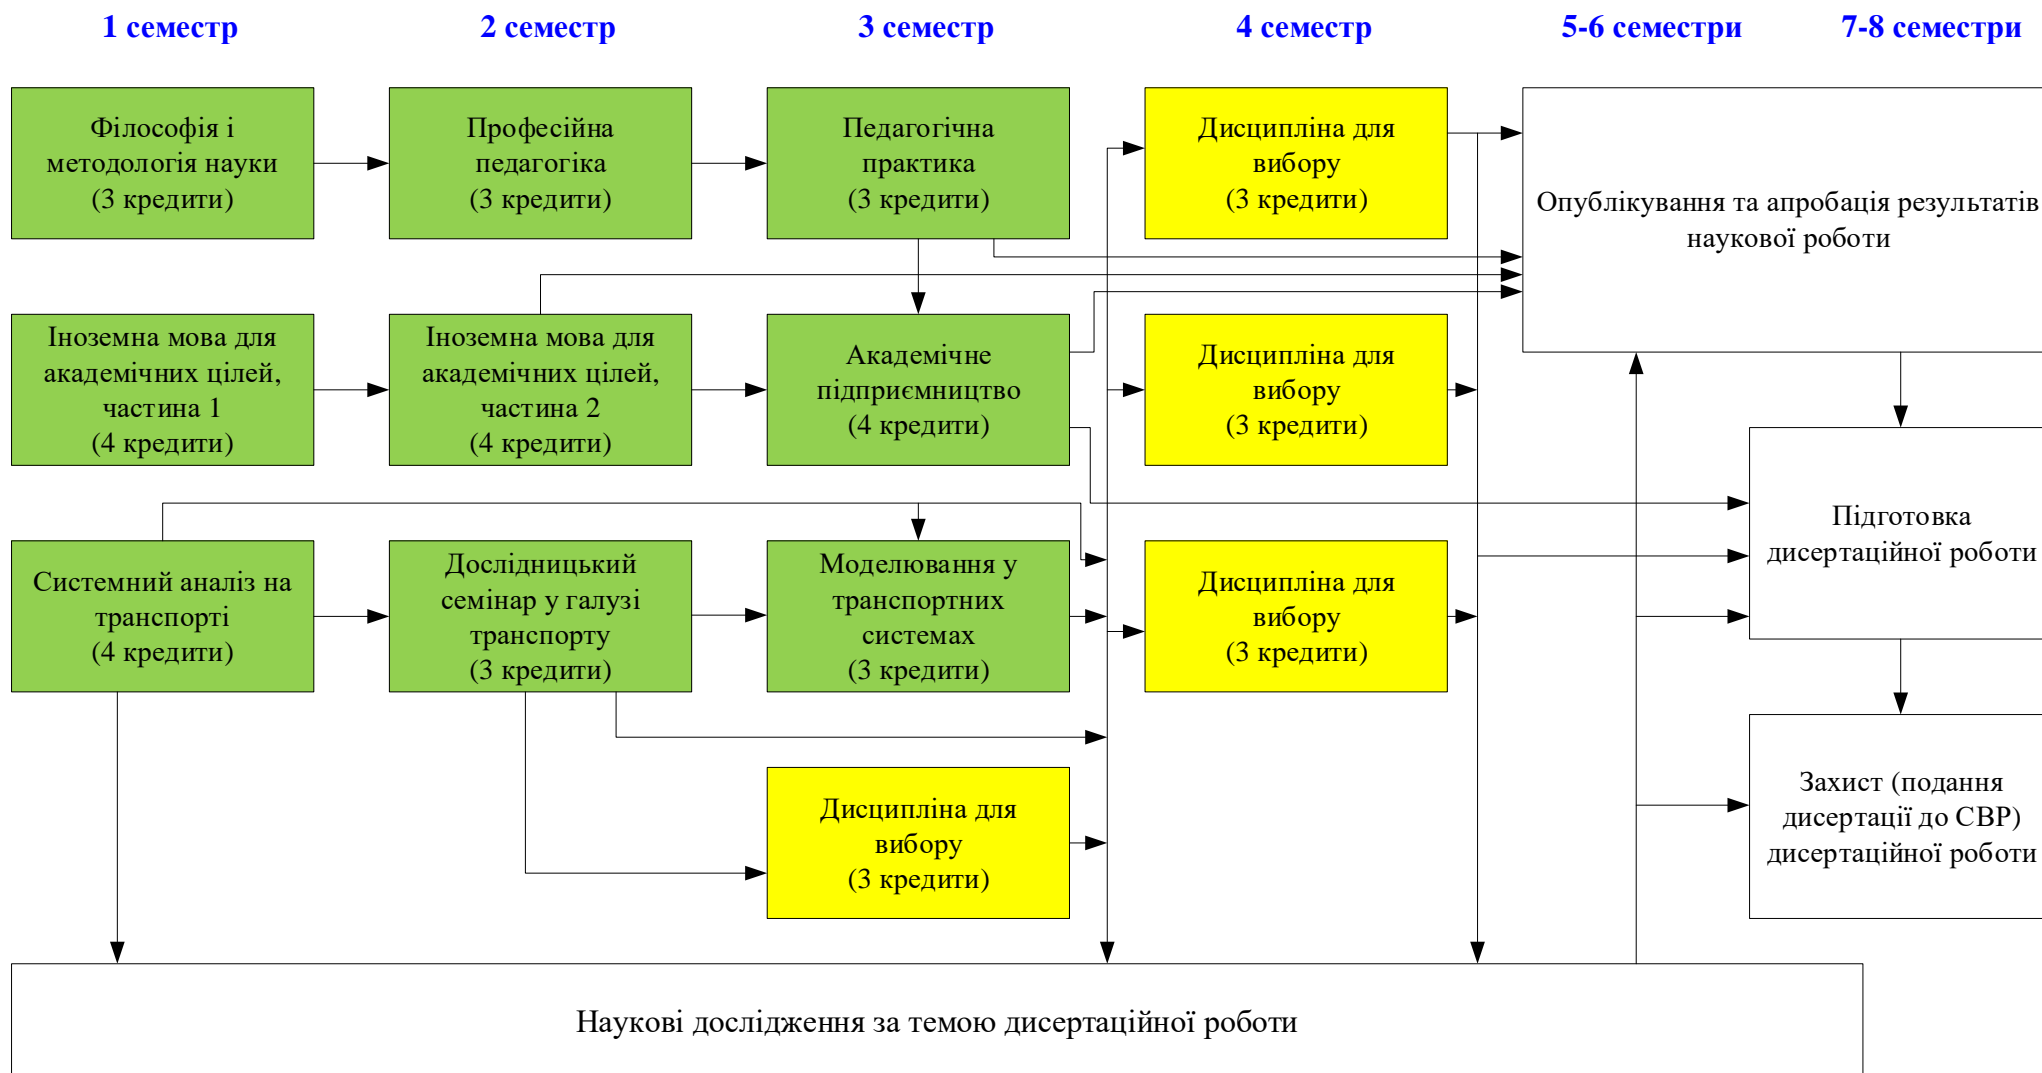 1 семестр
2 семестр
3 семестр
4 семестр
5-6 семестри
7-8 семестри
Філософія і
методологія науки
(3 кредити)
Професійна
педагогіка
(3 кредити)
Педагогічна
практика
(3 кредити)
Дисципліна для
вибору
(3 кредити)
Опублікування та апробація результатів
наукової роботи
Іноземна мова для
академічних цілей,
частина 1
(4 кредити)
Іноземна мова для
академічних цілей,
частина 2
(4 кредити)
Академічне
підприємництво
(4 кредити)
Дисципліна для
вибору
(3 кредити)
Системний аналіз на
транспорті
(4 кредити)
Дослідницький
семінар у галузі
транспорту
(3 кредити)
Моделювання у
транспортних
системах
(3 кредити)
Дисципліна для
вибору
(3 кредити)
Підготовка
дисертаційної роботи
Дисципліна для
вибору
(3 кредити)
Захист (подання
дисертації до СВР)
дисертаційної роботи
Наукові дослідження за темою дисертаційної роботи